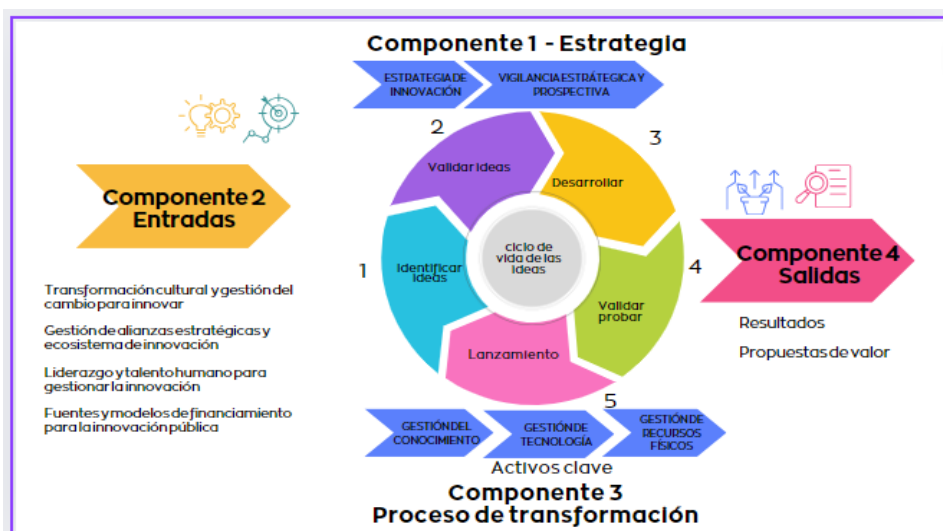 Componente 1 - Estrategia
ESTRATEGIA DE
INNOVACIÓN
VIGILANCIA ESTRÁTEGICA Y
PROSPECTIVA
2
3
Validar ideas
Desarrollar
Componente 2
Entradas
ciclo de
vida de las
ideas
Componente 4
Salidas
1
Identificar
ideas
4
Validar
probar
Transformación cultural y gestión del
cambio para innovar
Gestión de alianzas estratégicas y
ecosistema de innovación
Liderazgo y talento humano para
gestionar la innovación
Fuentes y modelos de financiamiento
para la innovación pública
Resultados
Propuestas de valor
Lanzamiento
5
GESTIÓN DEL
CONOCIMIENTO
GESTIÓN DE
TECNOLOGÍA
GESTIÓN DE
RECURSOS
FÍSICOS
Activos clave
Componente 3
Proceso de transformación